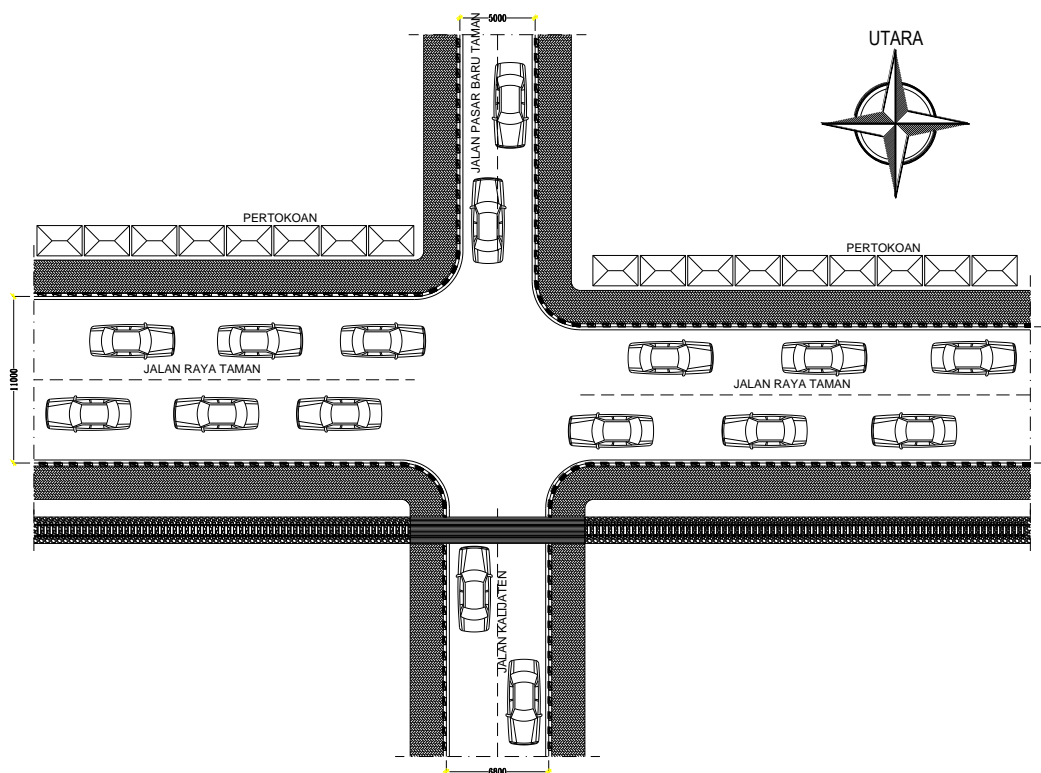 5000
JALAN PASAR BARU TAMAN
UTARA
PERTOKOAN
PERTOKOAN
11000
JALAN RAYA TAMAN
JALAN RAYA TAMAN
JALAN KALIJATEN
6800